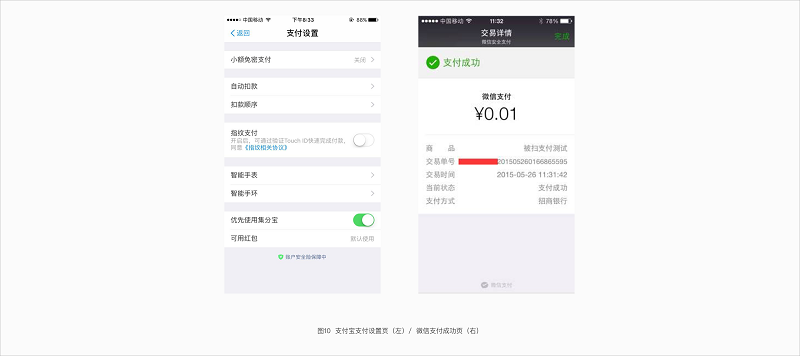 中国移动
下午8:33
88%
返回
支付设置
小额免密支付
关闭
自动扣款
扣款顺序
指纹支付
开启后，可通过验证Touch ID快速完成付款，
同意《指纹相关协议》
智能手表
智能手环
优先使用集分宝
可用红包
默认使用
账户安全险保障中
中国移动
11:32
78%
交易详情
微信安全支付
完成
支付成功
微信支付
¥0.01
商 品
被扫支付测试
交易单号
201505260166865595
交易时间
2015-05-26 11:31:42
当前状态
支付成功
支付方式
招商银行
微信支付
图10 支付宝支付设置页（左）/ 微信支付成功页（右）